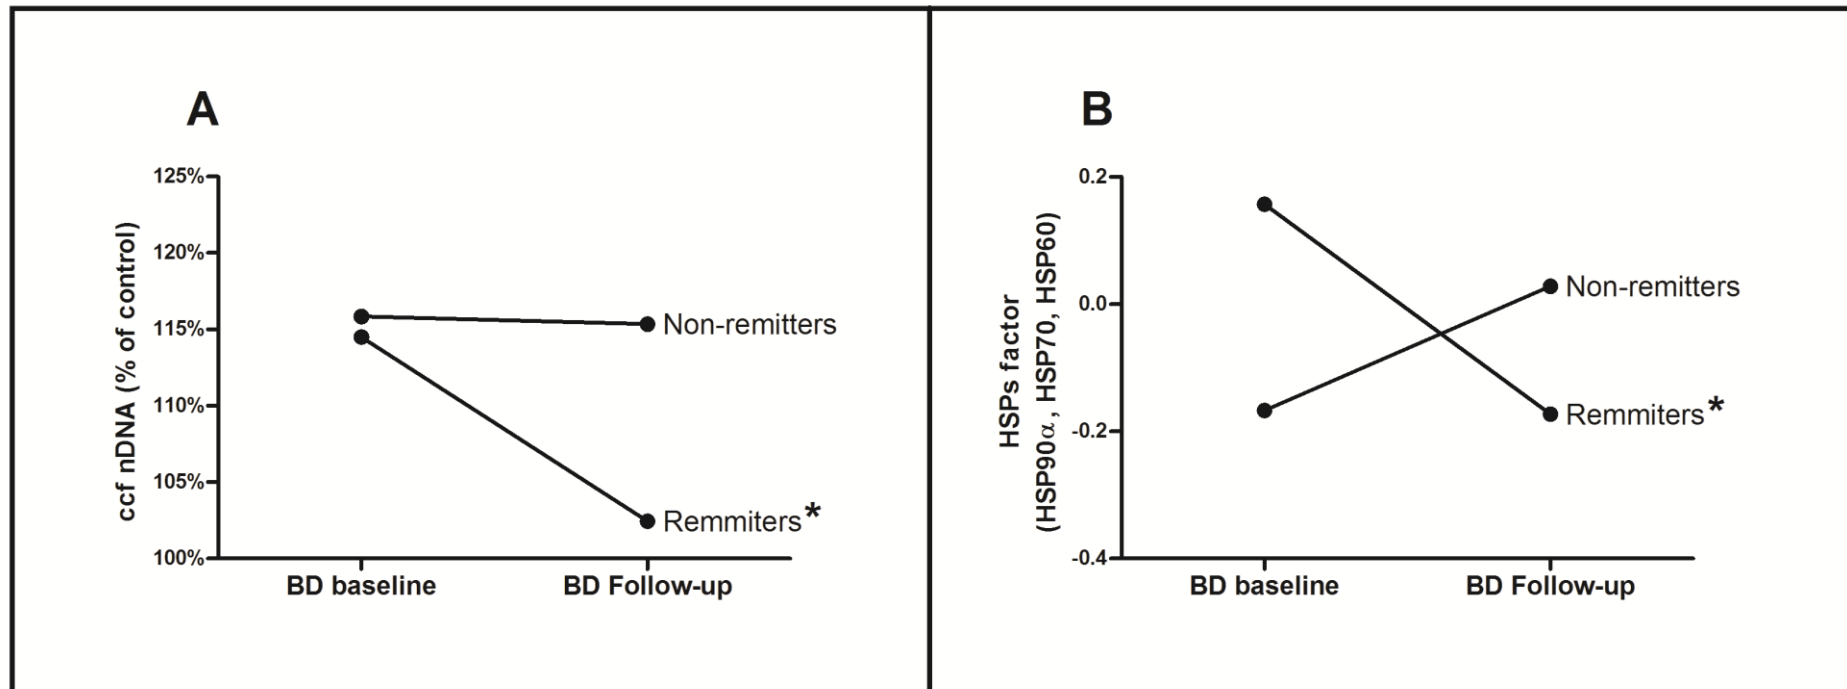 A
125%
120%
115%
110%
105%
100%
ccf nDNA (% of control)
Non-remitters
Remmiters*
BD baseline
BD Follow-up
B
0.2
0.0
-0.2
-0.4
HSPs factor
(HSP90α, HSP70, HSP60)
Non-remitters
Remmiters*
BD baseline
BD Follow-up